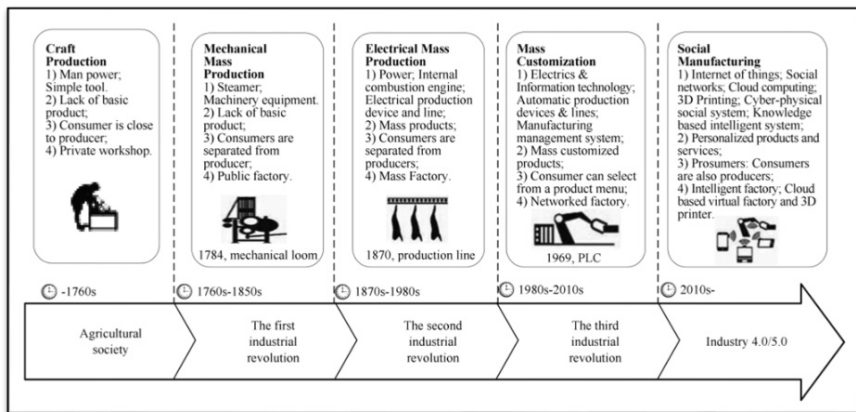 Craft
Production
1) Man power;
Simple tool.
2) Lack of basic
product;
3) Consumer is close
to producer;
4) Private workshop.
Mechanical
Mass
Production
1) Steamer;
Machinery equipment.
2) Lack of basic
product;
3) Consumers are
separated from
producer;
4) Public factory.
1784, mechanical loom
Electrical Mass
Production
1) Power; Internal
combustion engine;
Electrical production
device and line;
2) Mass products;
3) Consumers are
separated from
producers;
4) Mass Factory.
1870, production line
Mass
Customization
1) Electrics &
Information technology;
Automatic production
devices & lines;
Manufacturing
management system;
2) Mass customized
products;
3) Consumer can select
from a product menu;
4) Networked factory.
1969, PLC
Social
Manufacturing
1) Internet of things; Social
networks; Cloud computing;
3D Printing; Cyber-physical
social system; Knowledge
based intelligent system;
2) Personalized products and
services;
3) Prosumers: Consumers
are also producers;
4) Intelligent factory; Cloud
based virtual factory and 3D
printer.
-1760s
1760s-1850s
1870s-1980s
1980s-2010s
2010s-
Agricultural
society
The first
industrial
revolution
The second
industrial
revolution
The third
industrial
revolution
Industry 4.0/5.0